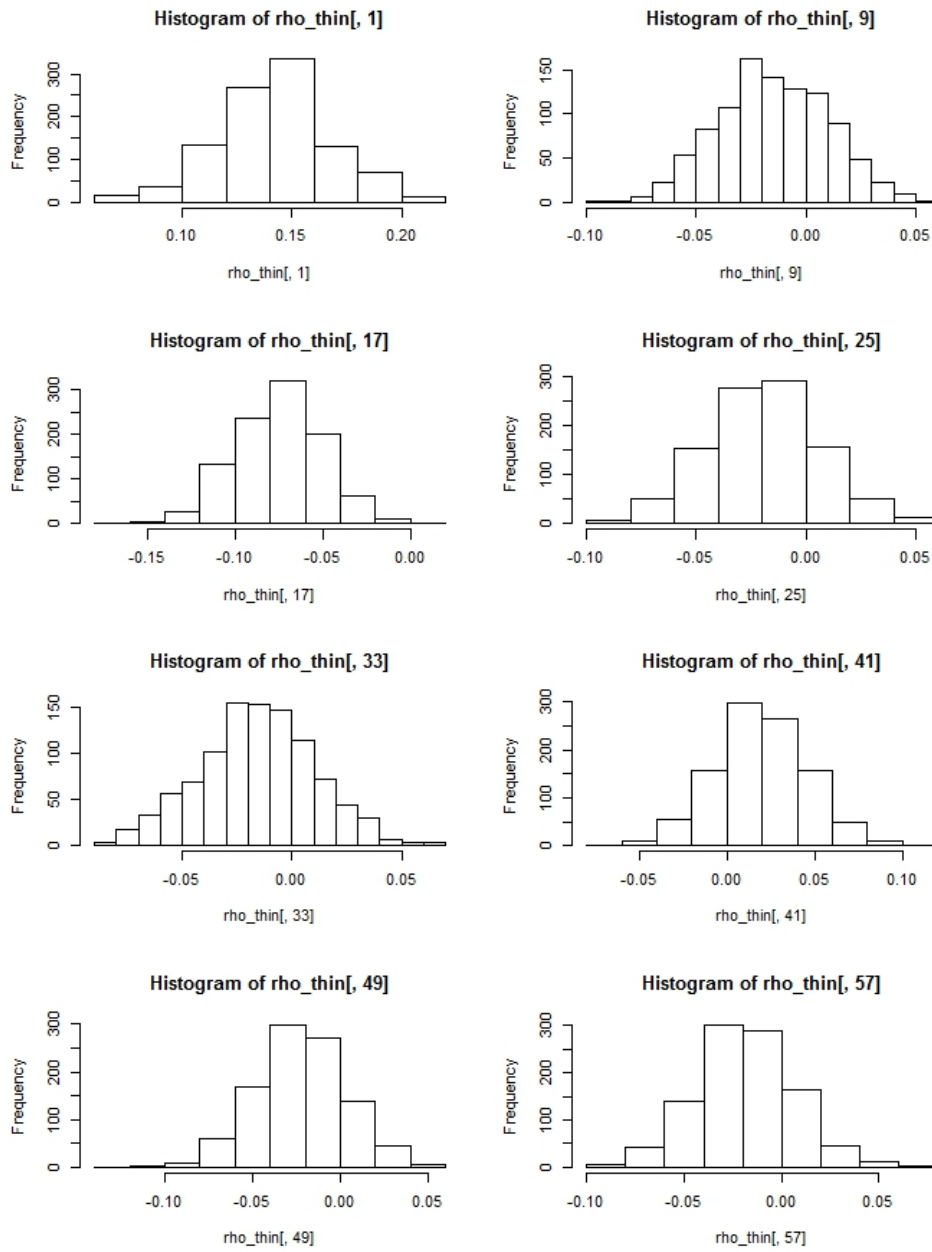 Histogram of rho_thin[, 1]
Frequency
0 100 200 300
0.10 0.15 0.20
rho_thin[, 1]
Histogram of rho_thin[, 9]
Frequency
0 50 100 150
-0.10 -0.05 0.00 0.05
rho_thin[, 9]
Histogram of rho_thin[, 17]
Frequency
0 100 200 300
-0.15 -0.10 -0.05 0.00
rho_thin[, 17]
Histogram of rho_thin[, 25]
Frequency
0 100 200 300
-0.10 -0.05 0.00 0.05
rho_thin[, 25]
Histogram of rho_thin[, 33]
Frequency
0 50 100 150
-0.05 0.00 0.05
rho_thin[, 33]
Histogram of rho_thin[, 41]
Frequency
0 100 200 300
-0.05 0.00 0.05 0.10
rho_thin[, 41]
Histogram of rho_thin[, 49]
Frequency
0 100 200 300
-0.10 -0.05 0.00 0.05
rho_thin[, 49]
Histogram of rho_thin[, 57]
Frequency
0 100 200 300
-0.10 -0.05 0.00 0.05
rho_thin[, 57]